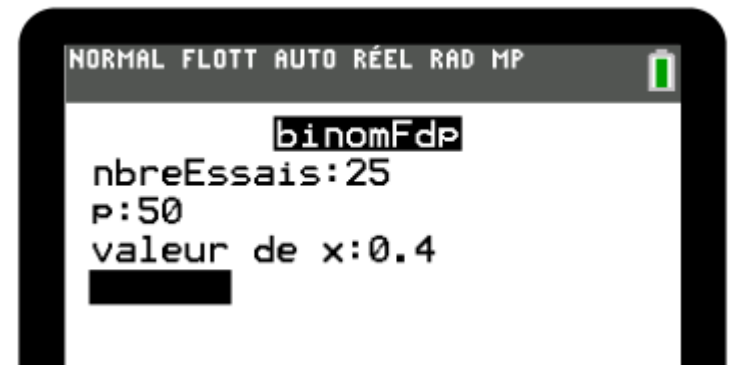 NORMAL FLOTT AUTO RÉEL RAD MP
binomFdp
nbreEssais:25
p:50
valeur de x:0.4